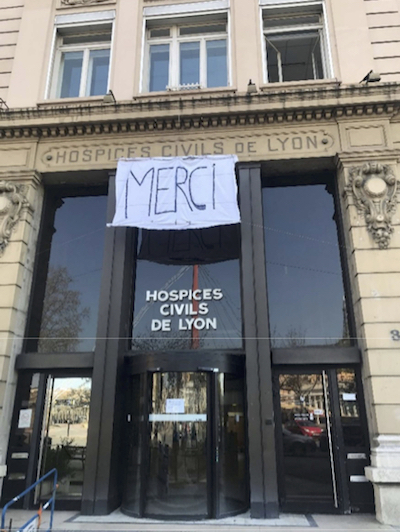 HOSPICES CIVILS DE LYON
MERCI
HOSPICES
CIVILS
DE LYON